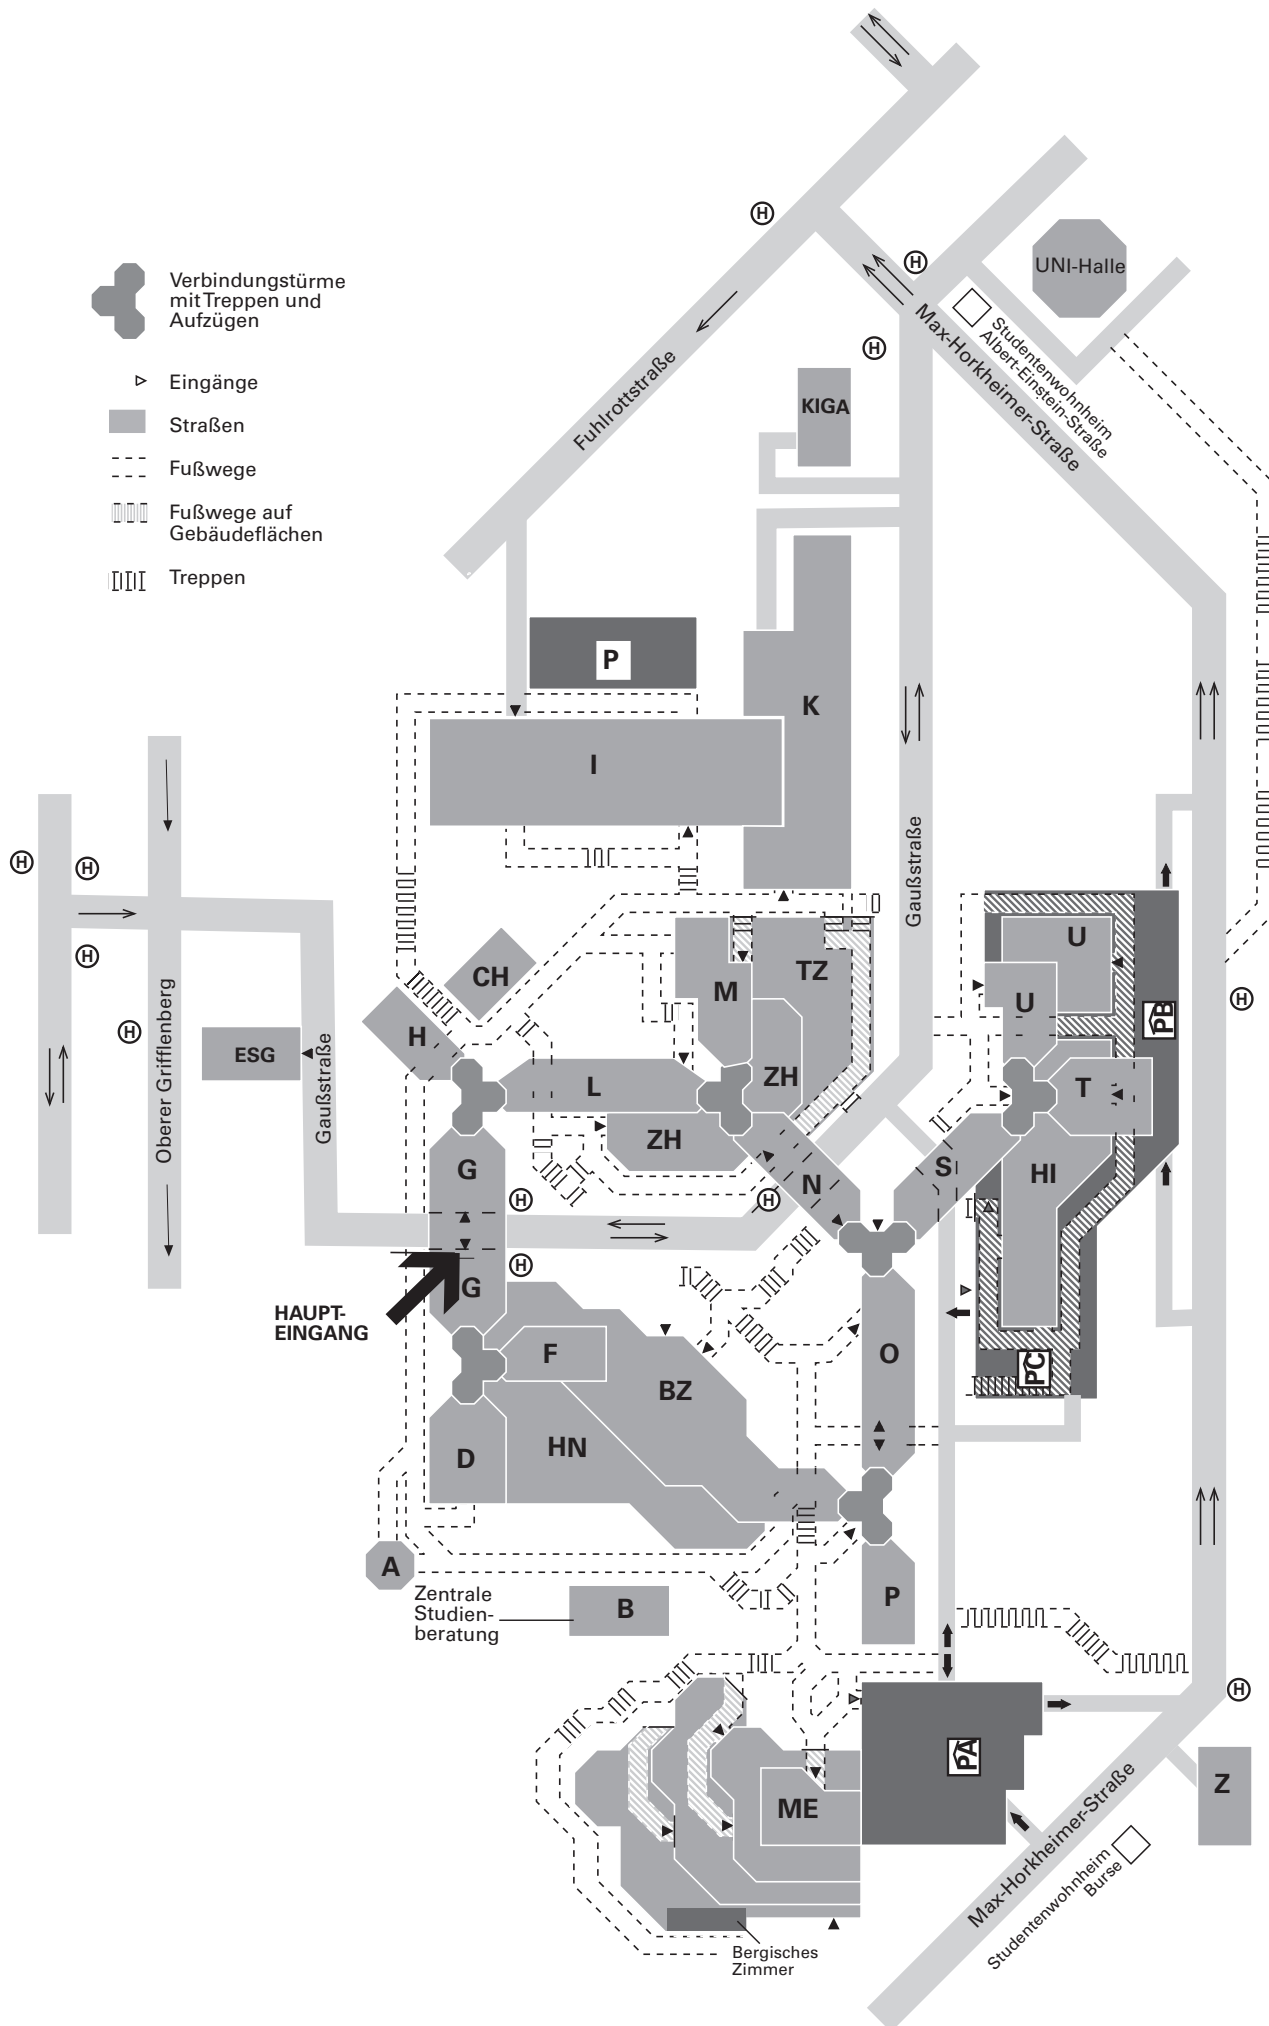 H
H
UNI-Halle
Verbindungstürme
mit Treppen und
Aufzügen
Eingänge
Straßen
Fußwege
Fußwege auf
Gebäudeflächen
Treppen
Fuhlrottstraße
Max-Horkheimer-Straße
Studentenwohnheim
Albert-Einstein-Straße
H
KIGA
P
K
I
Gaußstraße
H
H
H
H
Oberer Grifflenberg
ESG
Gaußstraße
CH
H
M
TZ
U
U
PB
H
L
ZH
ZH
T
G
N
S
HI
H
H
H
G
HAUPT-
EINGANG
F
BZ
O
PC
D
HN
A
Zentrale
Studien-
beratung
B
P
H
PA
Z
ME
Max-Horkheimer-Straße
Studentenwohnheim
Burse
Bergisches
Zimmer